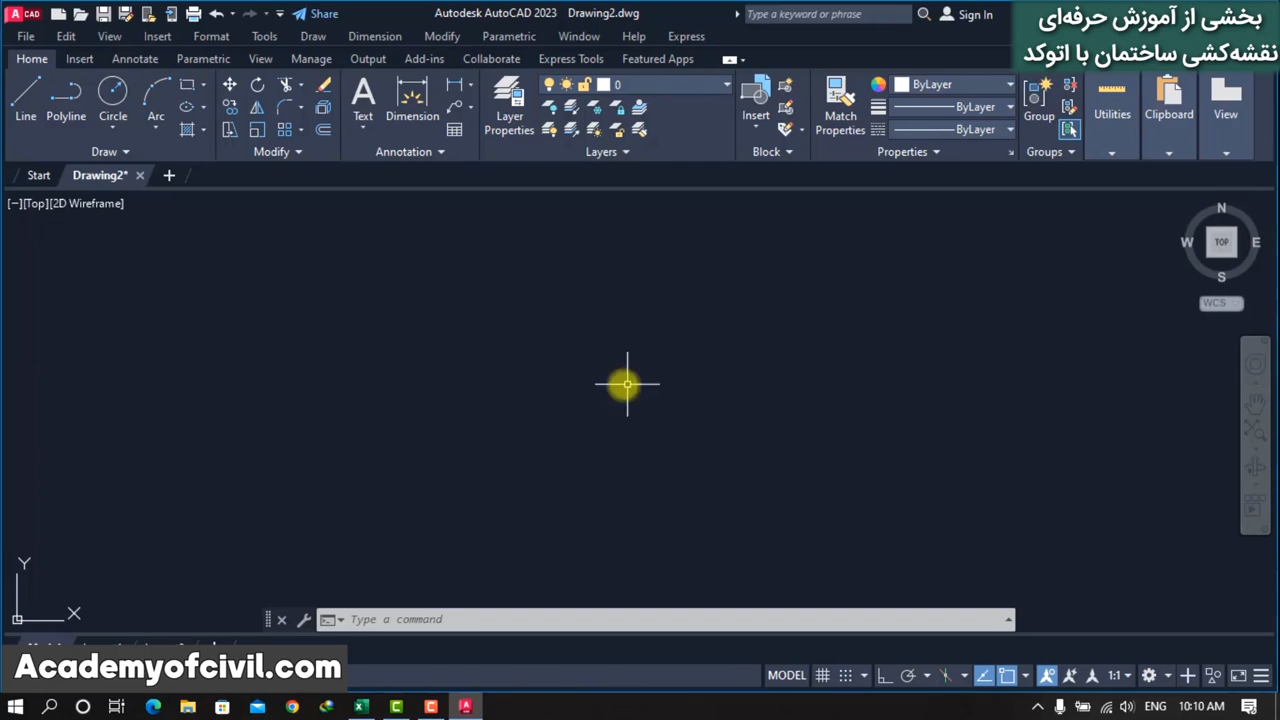 CAD
Share
Autodesk AutoCAD 2023 Drawing2.dwg
Type a keyword or phrase
Sign In
بخشی از آموزش حرفه‌ای
نقشه‌کشی ساختمان با اتوکد
File Edit View Insert Format Tools Draw Dimension Modify Parametric Window Help Express
Home Insert Annotate Parametric View Manage Output Add-ins Collaborate Express Tools Featured Apps
Line Polyline Circle Arc
Text Dimension
Layer Properties
0
Insert
Match Properties
ByLayer
ByLayer
ByLayer
Group
Utilities Clipboard View
Draw Modify Annotation Layers Block Properties Groups
Start Drawing2*
[−][Top][2D Wireframe]
N
W TOP E
S
WCS
Y
X
Type a command
Academyofcivil.com
MODEL 1:1
ENG 10:10 AM